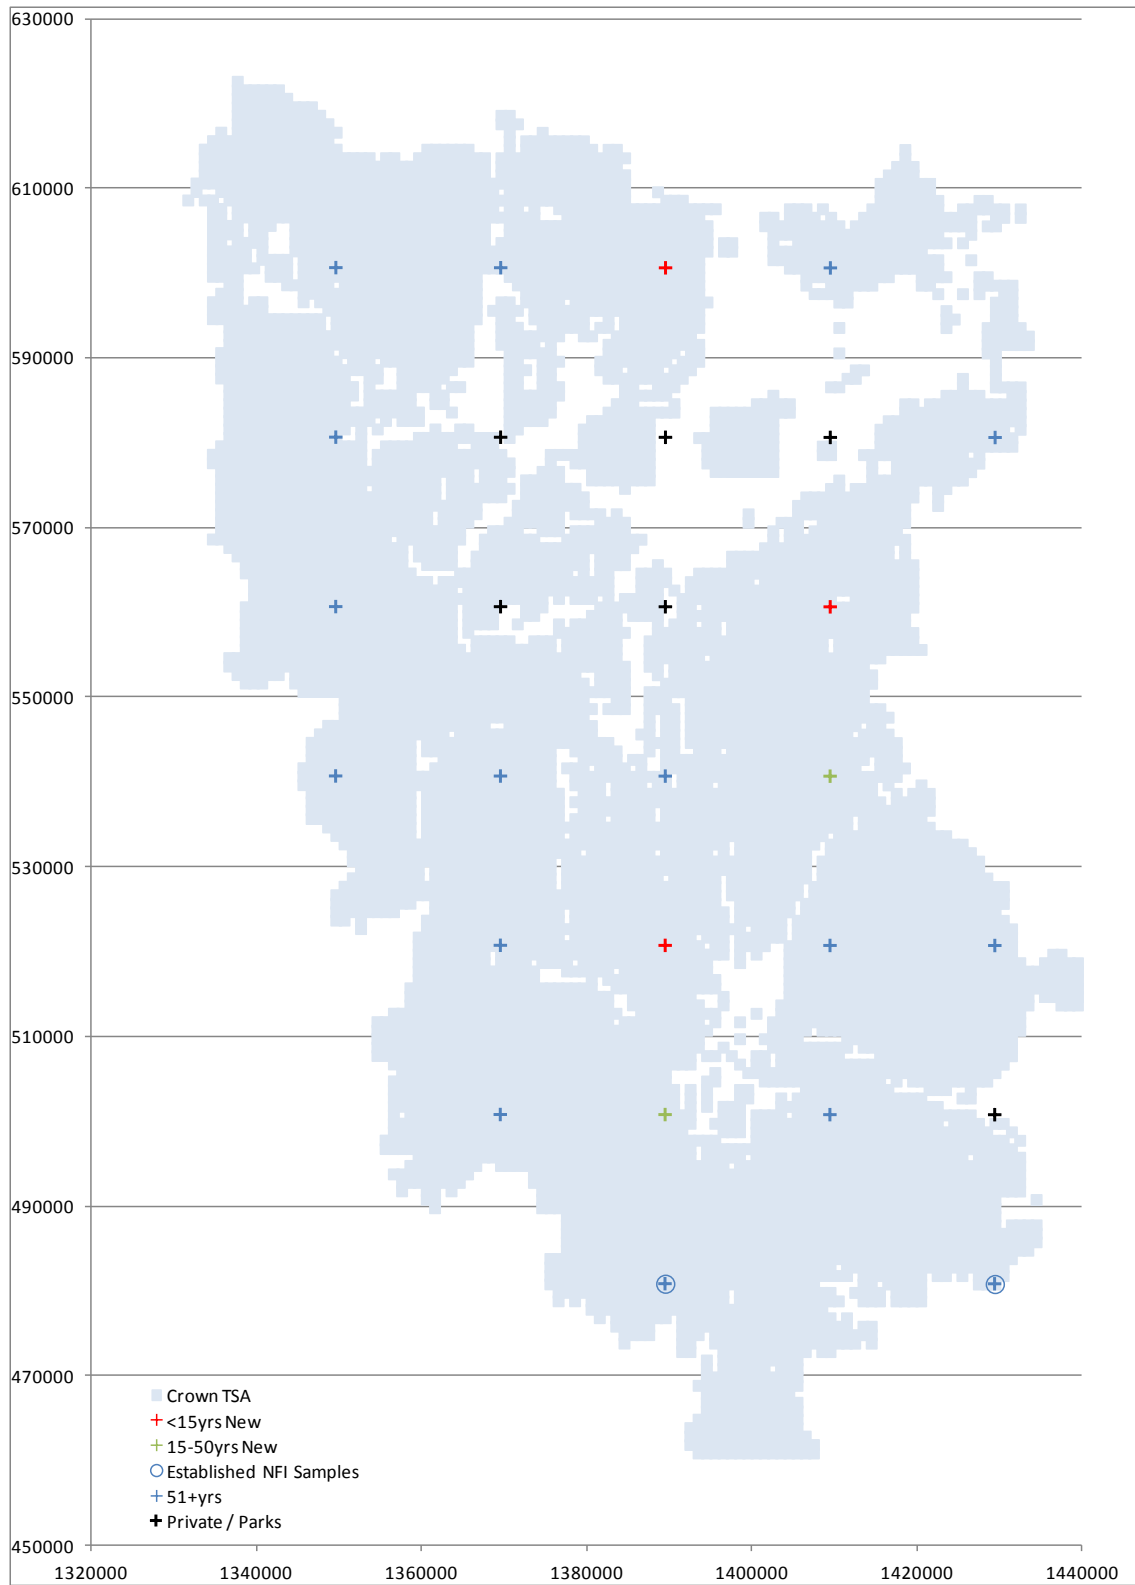 630000
610000
590000
570000
550000
530000
510000
490000
470000
450000
Crown TSA
<15yrs New
15-50yrs New
Established NFI Samples
51+yrs
Private / Parks
1320000 1340000 1360000 1380000 1400000 1420000 1440000